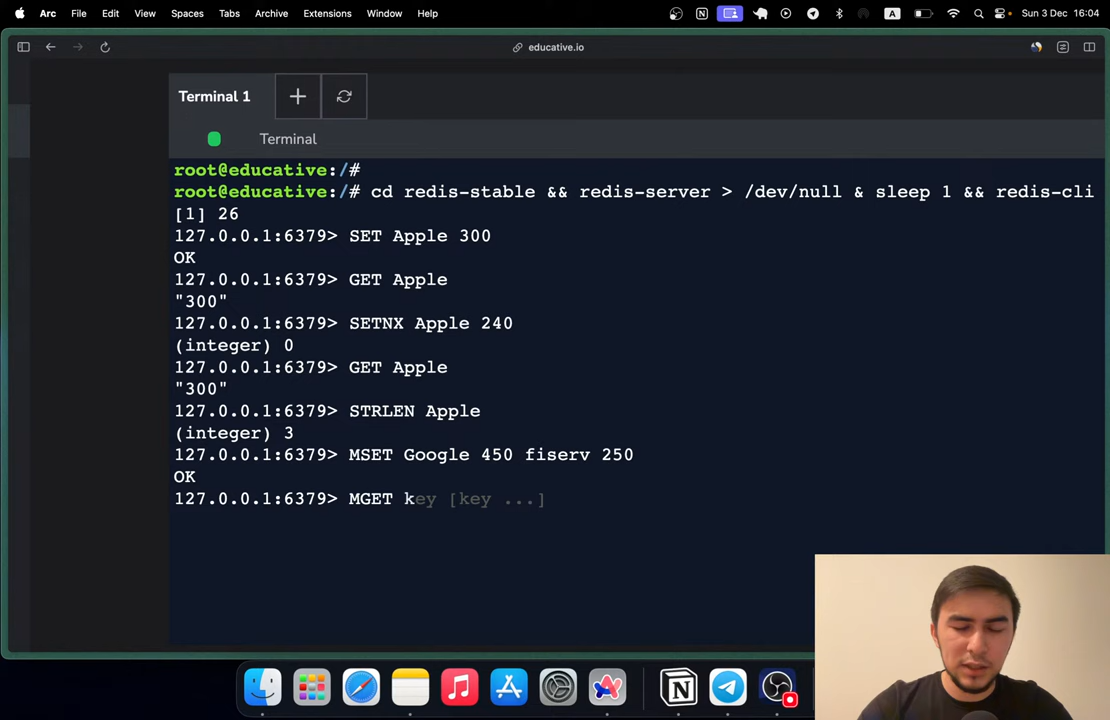 Arc File Edit View Spaces Tabs Archive Extensions Window Help A Sun 3 Dec 16:04
educative.io
Terminal 1
Terminal
root@educative:/#
root@educative:/# cd redis-stable && redis-server > /dev/null & sleep 1 && redis-cli
[1] 26
127.0.0.1:6379> SET Apple 300
OK
127.0.0.1:6379> GET Apple
"300"
127.0.0.1:6379> SETNX Apple 240
(integer) 0
127.0.0.1:6379> GET Apple
"300"
127.0.0.1:6379> STRLEN Apple
(integer) 3
127.0.0.1:6379> MSET Google 450 fiserv 250
OK
127.0.0.1:6379> MGET key [key ...]